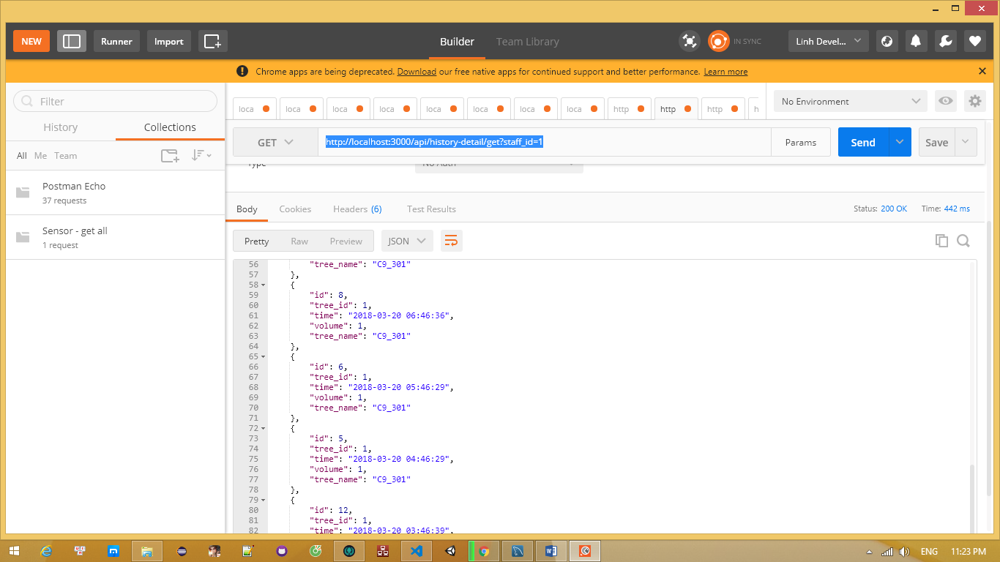 NEW
Runner
Import
Builder
Team Library
IN SYNC
Linh Devel...
Chrome apps are being deprecated. Download our free native apps for continued support and better performance. Learn more
Filter
History
Collections
All Me Team
Postman Echo
37 requests
Sensor - get all
1 request
loca loca loca loca loca loca loca loca http http http h
No Environment
GET
http://localhost:3000/api/history-detail/get?staff_id=1
Params
Send
Save
Type
No Auth
Body
Cookies
Headers (6)
Test Results
Status: 200 OK
Time: 442 ms
Pretty
Raw
Preview
JSON
56 "tree_name": "C9_301"
57 },
58 {
59 "id": 8,
60 "tree_id": 1,
61 "time": "2018-03-20 06:46:36",
62 "volume": 1,
63 "tree_name": "C9_301"
64 },
65 {
66 "id": 6,
67 "tree_id": 1,
68 "time": "2018-03-20 05:46:29",
69 "volume": 1,
70 "tree_name": "C9_301"
71 },
72 {
73 "id": 5,
74 "tree_id": 1,
75 "time": "2018-03-20 04:46:29",
76 "volume": 1,
77 "tree_name": "C9_301"
78 },
79 {
80 "id": 12,
81 "tree_id": 1,
82 "time": "2018-03-20 03:46:39",
ENG
11:23 PM